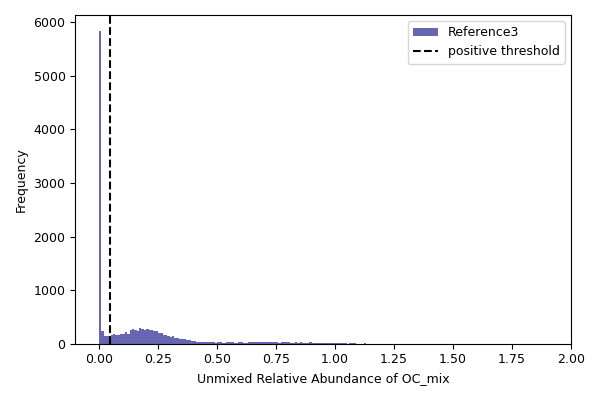 6000
5000
4000
3000
2000
1000
0
Frequency
Reference3
positive threshold
0.00 0.25 0.50 0.75 1.00 1.25 1.50 1.75 2.00
Unmixed Relative Abundance of OC_mix